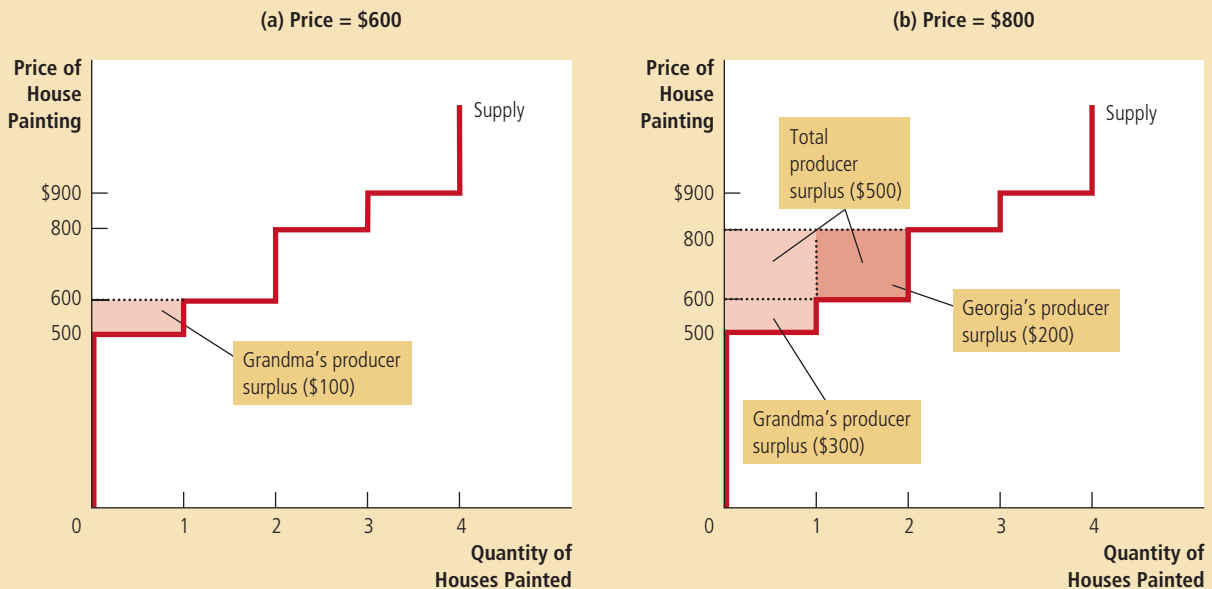 (a) Price = $600
Price of
House
Painting
Supply
$900
800
600
500
Grandma's producer
surplus ($100)
0
1
2
3
4
Quantity of
Houses Painted
(b) Price = $800
Price of
House
Painting
Supply
Total
producer
surplus ($500)
$900
800
600
500
Georgia's producer
surplus ($200)
Grandma's producer
surplus ($300)
0
1
2
3
4
Quantity of
Houses Painted